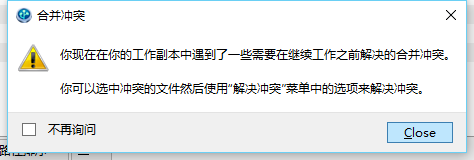 合并冲突
你现在在你的工作副本中遇到了一些需要在继续工作之前解决的合并冲突。
你可以选中冲突的文件然后使用“解决冲突”菜单中的选项来解决冲突。
不再询问
Close